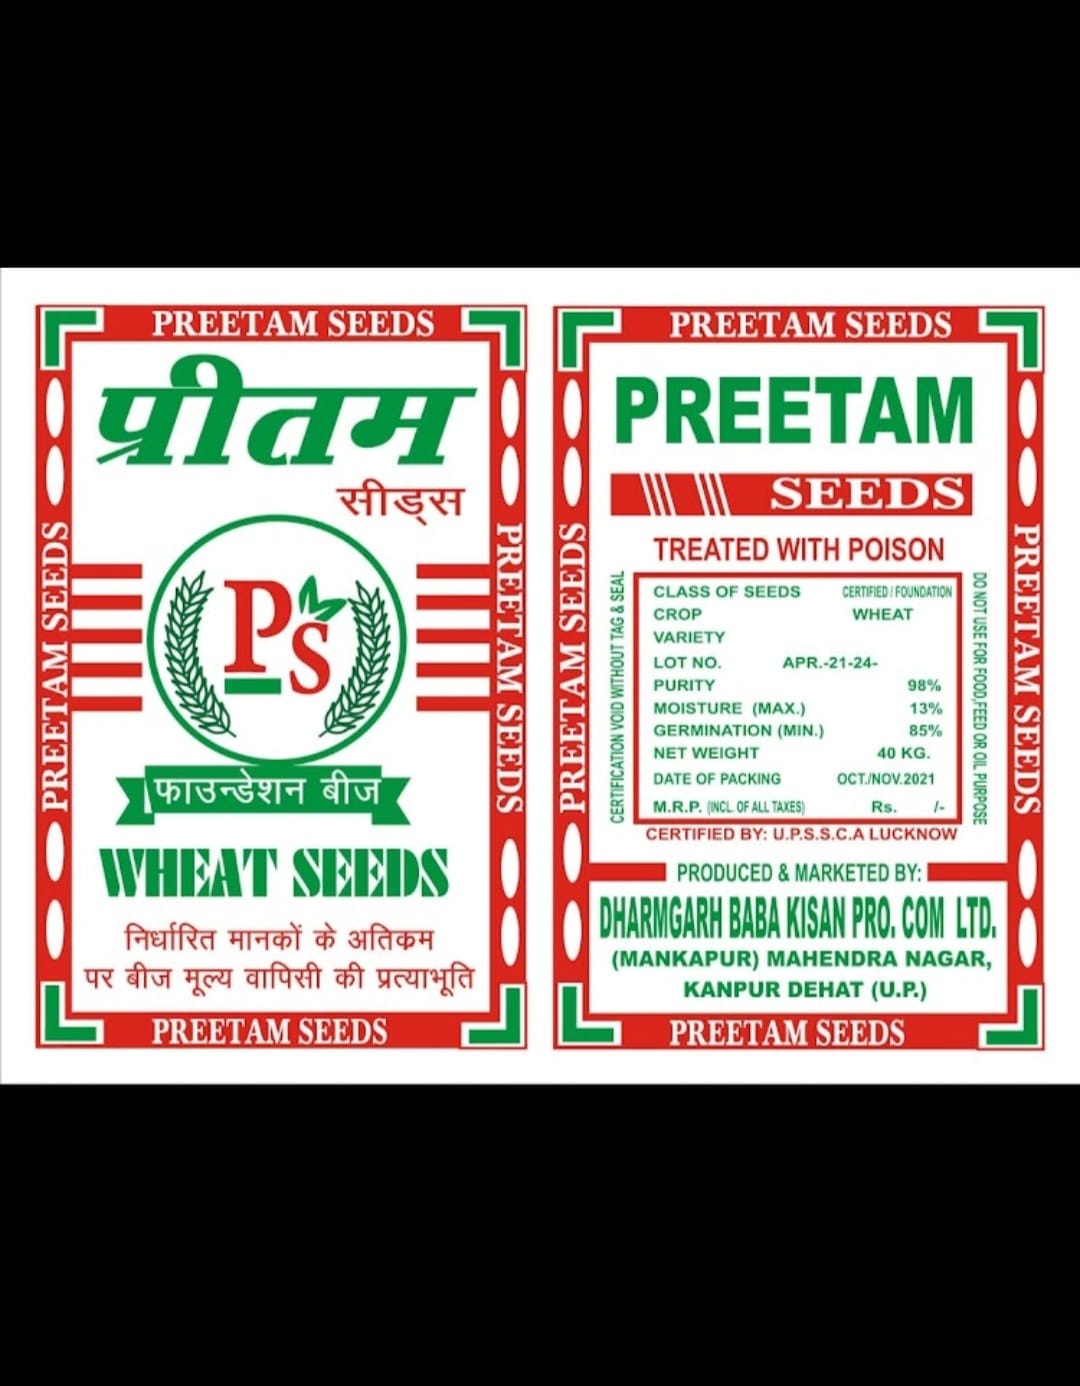 PREETAM SEEDS
प्रीतम
सीड्स
PREETAM SEEDS
PREETAM SEEDS
PS
फाउन्डेशन बीज
WHEAT SEEDS
निर्धारित मानकों के अतिकम
पर बीज मूल्य वापिसी की प्रत्याभूति
PREETAM SEEDS
PREETAM SEEDS
PREETAM
SEEDS
TREATED WITH POISON
PREETAM SEEDS
PREETAM SEEDS
CERTIFICATION VOID WITHOUT TAG & SEAL
DO NOT USE FOR FOOD,FEED OR OIL PURPOSE
CLASS OF SEEDS CERTIFIED / FOUNDATION
CROP WHEAT
VARIETY
LOT NO. APR.-21-24-
PURITY 98%
MOISTURE (MAX.) 13%
GERMINATION (MIN.) 85%
NET WEIGHT 40 KG.
DATE OF PACKING OCT./NOV.2021
M.R.P. (INCL. OF ALL TAXES) Rs. /-
CERTIFIED BY: U.P.S.S.C.A LUCKNOW
PRODUCED & MARKETED BY:
DHARMGARH BABA KISAN PRO. COM LTD.
(MANKAPUR) MAHENDRA NAGAR,
KANPUR DEHAT (U.P.)
PREETAM SEEDS